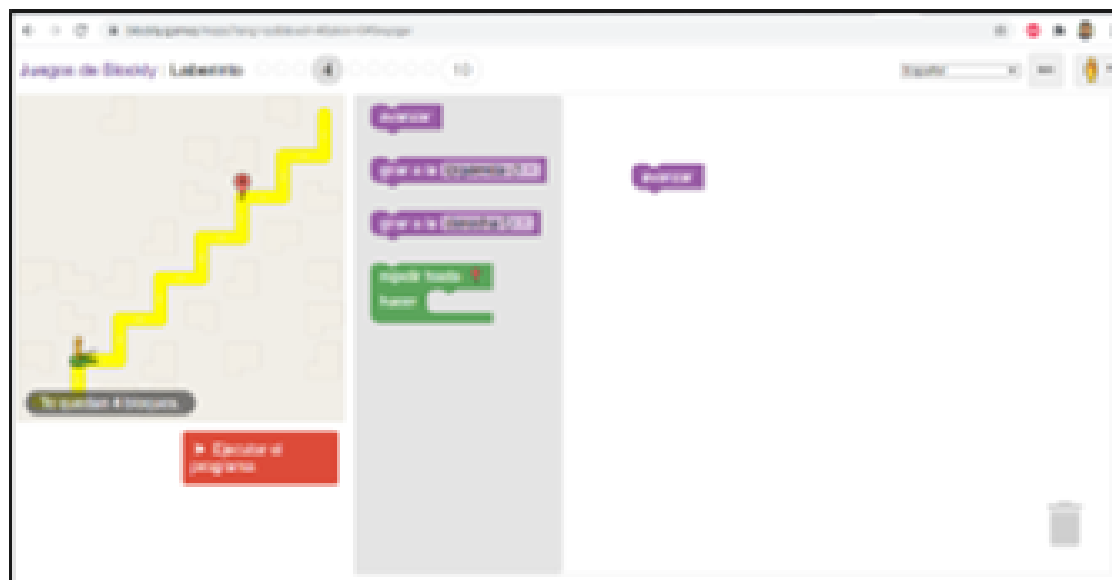 Juegos de Blockly : Laberinto 4 10
Español
avanzar
girar a la izquierda
avanzar
girar a la derecha
repetir hasta
hacer
Te quedan 4 bloques.
Ejecutar el
programa